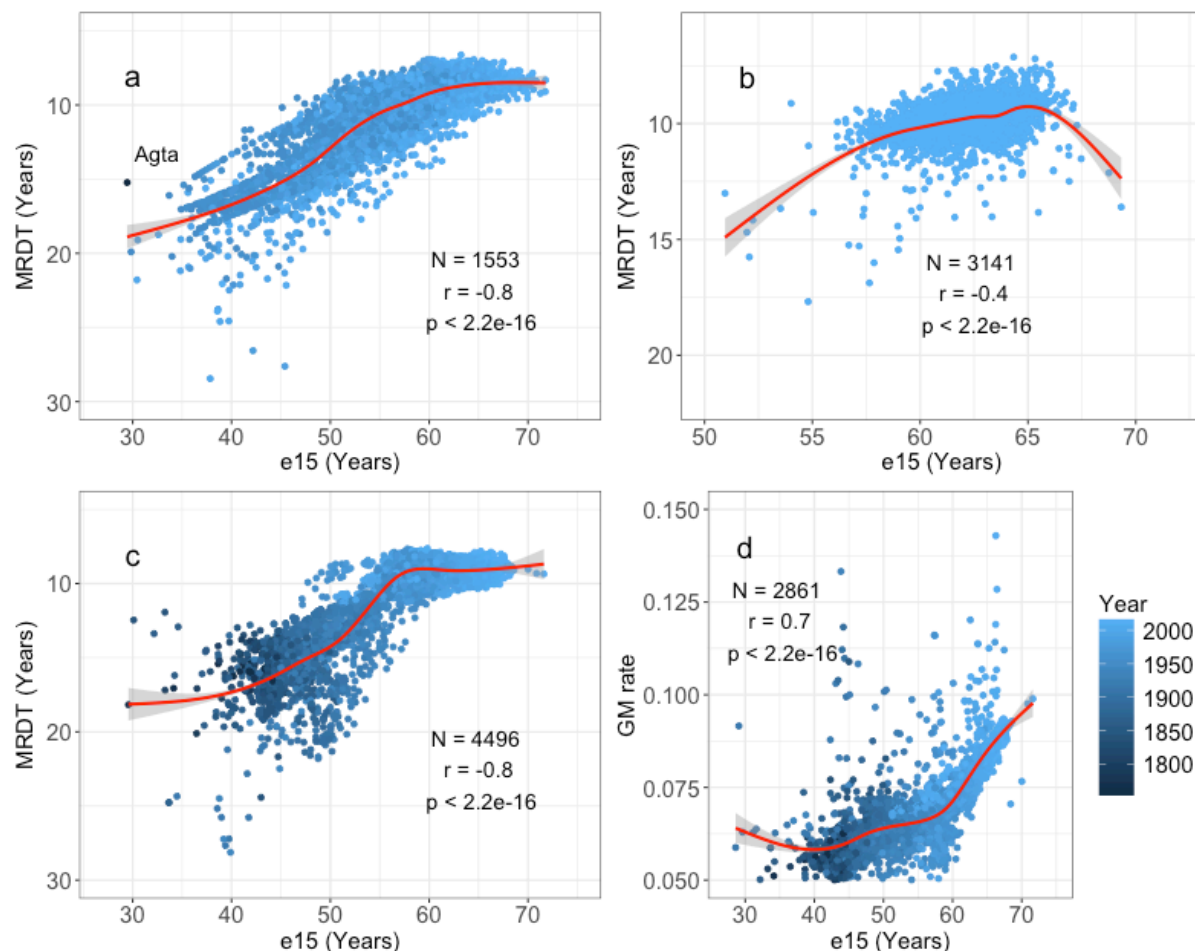 a
Agta
MRDT (Years)
10
20
30
N = 1553
r = -0.8
p < 2.2e-16
30 40 50 60 70
e15 (Years)
b
MRDT (Years)
10
15
20
N = 3141
r = -0.4
p < 2.2e-16
50 55 60 65 70
e15 (Years)
c
MRDT (Years)
10
20
30
N = 4496
r = -0.8
p < 2.2e-16
30 40 50 60 70
e15 (Years)
d
GM rate
0.150
0.125
0.100
0.075
0.050
N = 2861
r = 0.7
p < 2.2e-16
30 40 50 60 70
e15 (Years)
Year
2000
1950
1900
1850
1800